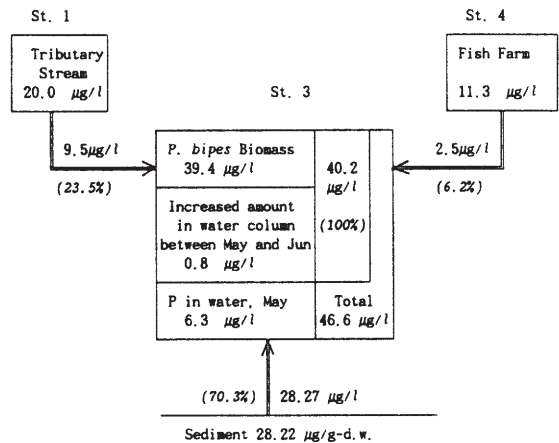 St. 1
St. 4
Tributary
Stream
20.0 μg/l
Fish Farm
11.3 μg/l
St. 3
9.5μg/l
(23.5%)
P. bipes Biomass
39.4 μg/l
40.2
μg/l
(100%)
2.5μg/l
(6.2%)
Increased amount
in water column
between May and Jun
0.8 μg/l
P in water, May
6.3 μg/l
Total
46.6 μg/l
(70.3%) 28.27 μg/l
Sediment 28.22 μg/g-d.w.